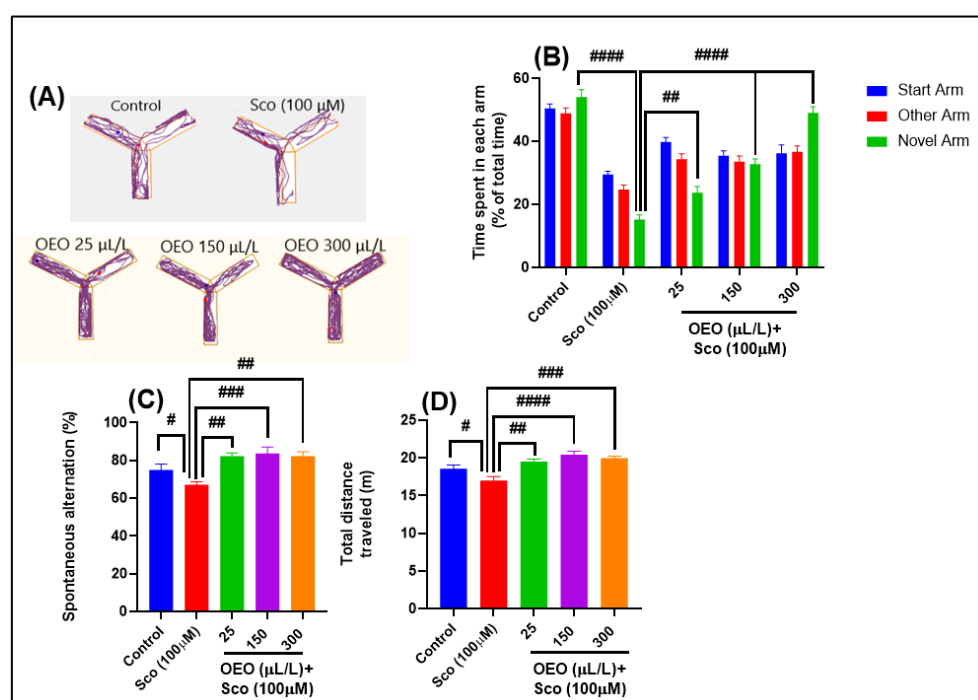 (A)
Control
Sco (100 μM)
OEO 25 μL/L
OEO 150 μL/L
OEO 300 μL/L
(B)
####
####
##
Time spent in each arm
(% of total time)
60
40
20
0
Start Arm
Other Arm
Novel Arm
Control
Sco (100μM)
25
150
300
OEO (μL/L)+
Sco (100μM)
(C)
##
###
#
##
Spontaneous alternation (%)
100
80
60
40
20
0
Control
Sco (100μM)
25
150
300
OEO (μL/L)+
Sco (100μM)
(D)
###
####
#
##
Total distance
traveled (m)
25
20
15
10
5
0
Control
Sco (100μM)
25
150
300
OEO (μL/L)+
Sco (100μM)